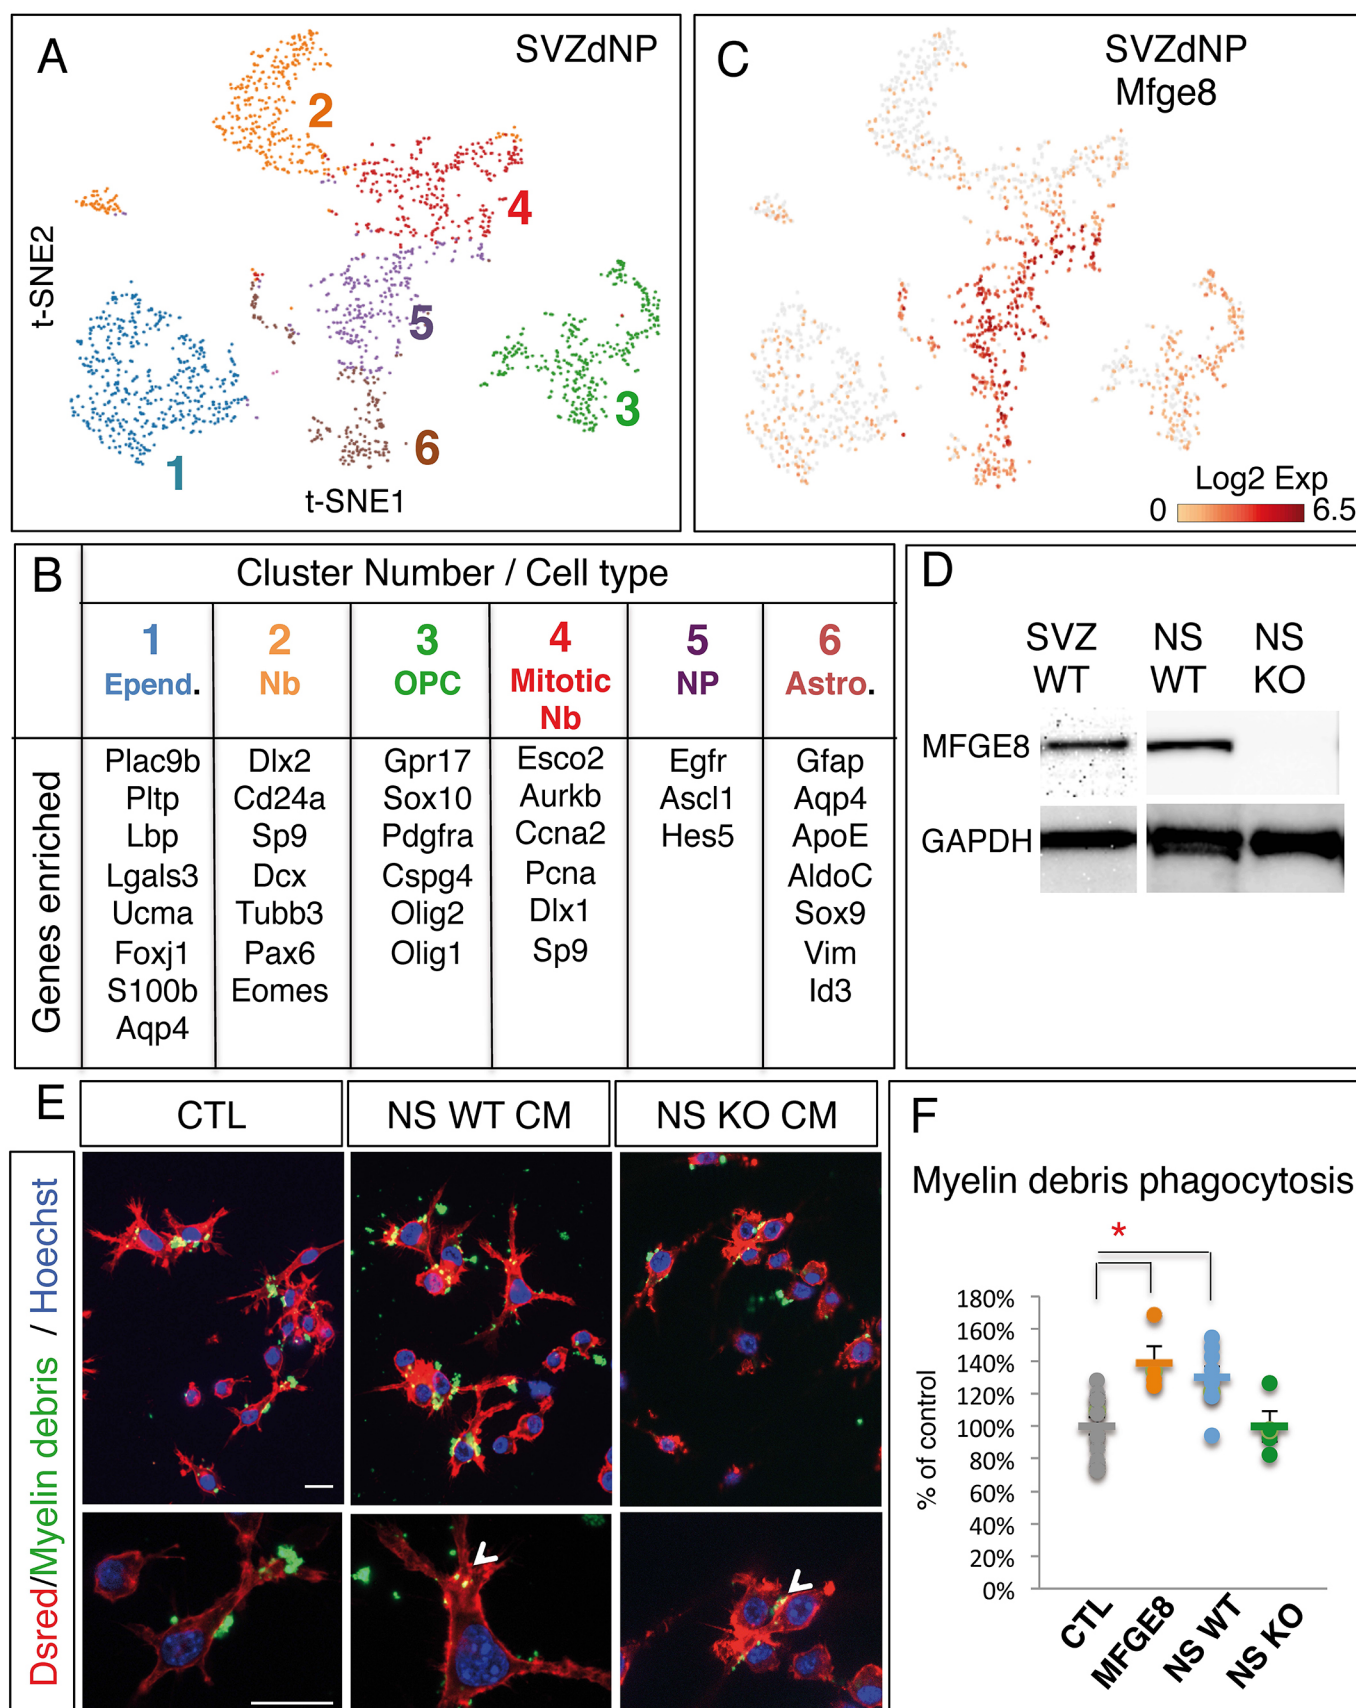 A
SVZdNP
2
4
5
3
6
1
t-SNE2
t-SNE1
C
SVZdNP
Mfge8
Log2 Exp
0
6.5
B
Cluster Number / Cell type
1
2
3
4
5
6
Epend.
Nb
OPC
Mitotic
Nb
NP
Astro.
Genes enriched
Plac9b
Pltp
Lbp
Lgals3
Ucma
Foxj1
S100b
Aqp4
Dlx2
Cd24a
Sp9
Dcx
Tubb3
Pax6
Eomes
Gpr17
Sox10
Pdgfra
Cspg4
Olig2
Olig1
Esco2
Aurkb
Ccna2
Pcna
Dlx1
Sp9
Egfr
Ascl1
Hes5
Gfap
Aqp4
ApoE
AldoC
Sox9
Vim
Id3
D
SVZ
WT
NS
WT
NS
KO
MFGE8
GAPDH
E
CTL
NS WT CM
NS KO CM
Dsred/Myelin debris / Hoechst
F
Myelin debris phagocytosis
*
% of control
180%
160%
140%
120%
100%
80%
60%
40%
20%
0%
CTL
MFGE8
NS WT
NS KO